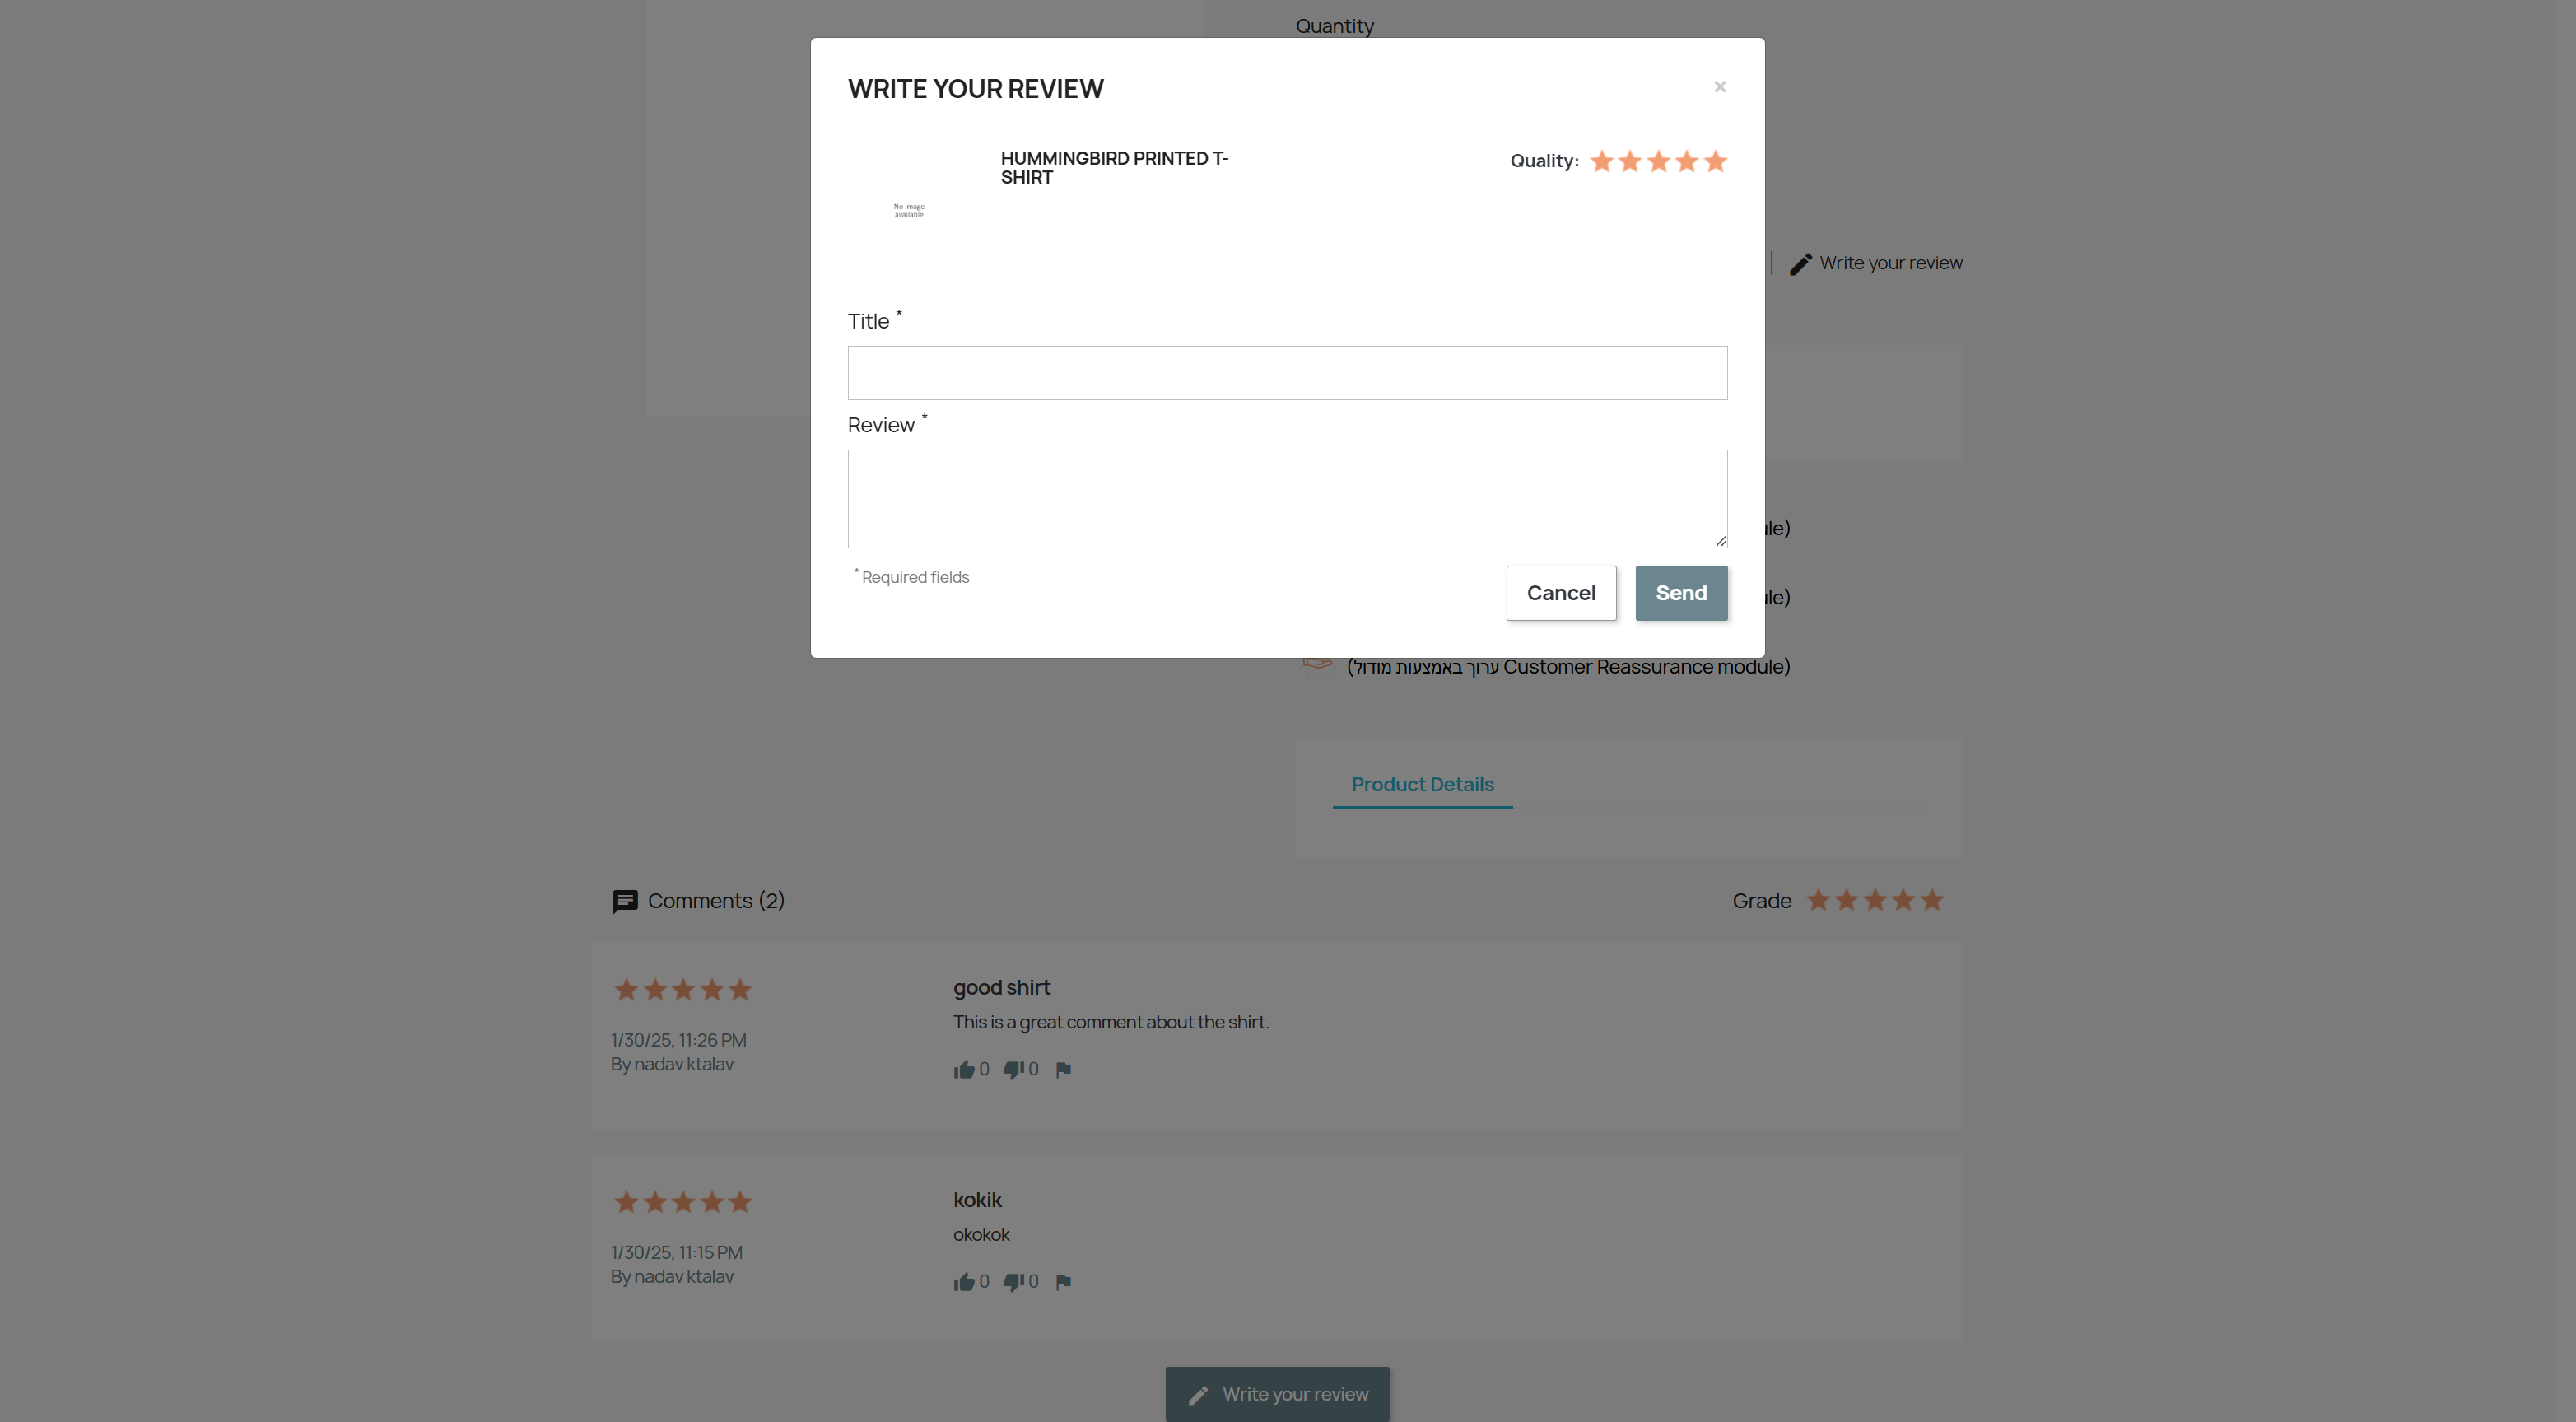 Quantity
WRITE YOUR REVIEW
×
HUMMINGBIRD PRINTED T-
SHIRT
Quality:
No image
available
Write your review
Title *
Review *
* Required fields
Cancel
Send
(ערוך באמצעות מודול Customer Reassurance module)
Product Details
Comments (2)
Grade
good shirt
This is a great comment about the shirt.
1/30/25, 11:26 PM
By nadav ktalav
0 0
kokik
okokok
1/30/25, 11:15 PM
By nadav ktalav
0 0
Write your review